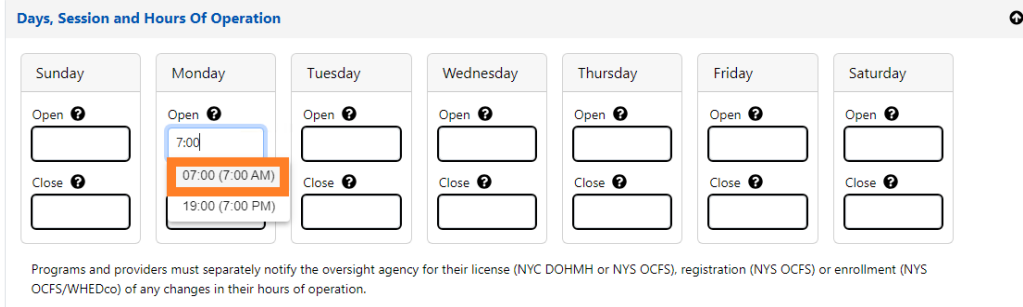 Days, Session and Hours Of Operation
Sunday Monday Tuesday Wednesday Thursday Friday Saturday
Open ? Open ? Open ? Open ? Open ? Open ? Open ?
7:00
07:00 (7:00 AM)
Close ? Close ? Close ? Close ? Close ? Close ?
19:00 (7:00 PM)
Programs and providers must separately notify the oversight agency for their license (NYC DOHMH or NYS OCFS), registration (NYS OCFS) or enrollment (NYS
OCFS/WHEDco) of any changes in their hours of operation.